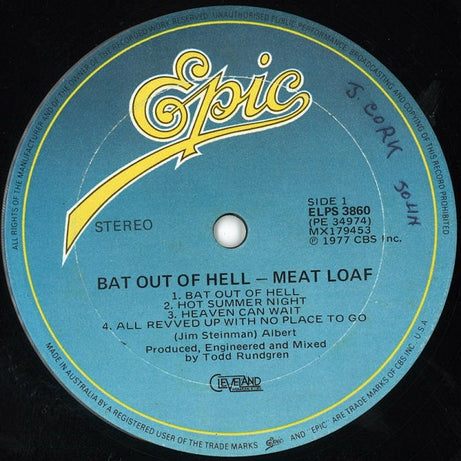 ALL RIGHTS OF THE MANUFACTURER AND OF THE OWNER OF THE RECORDED WORK RESERVED. UNAUTHORISED PUBLIC PERFORMANCE, BROADCASTING AND COPYING OF THIS RECORD PROHIBITED.
Epic
J. CORK
STEREO
SIDE 1
ELPS 3860
(PE 34974)
MX179453
℗ 1977 CBS Inc.
BAT OUT OF HELL – MEAT LOAF
1. BAT OUT OF HELL
2. HOT SUMMER NIGHT
3. HEAVEN CAN WAIT
4. ALL REVVED UP WITH NO PLACE TO GO
(Jim Steinman) Albert
Produced, Engineered and Mixed
by Todd Rundgren
CLEVELAND
MADE IN AUSTRALIA BY A REGISTERED USER OF THE TRADE MARKS Epic AND 'EPIC' ARE TRADE MARKS OF CBS INC. U.S.A.